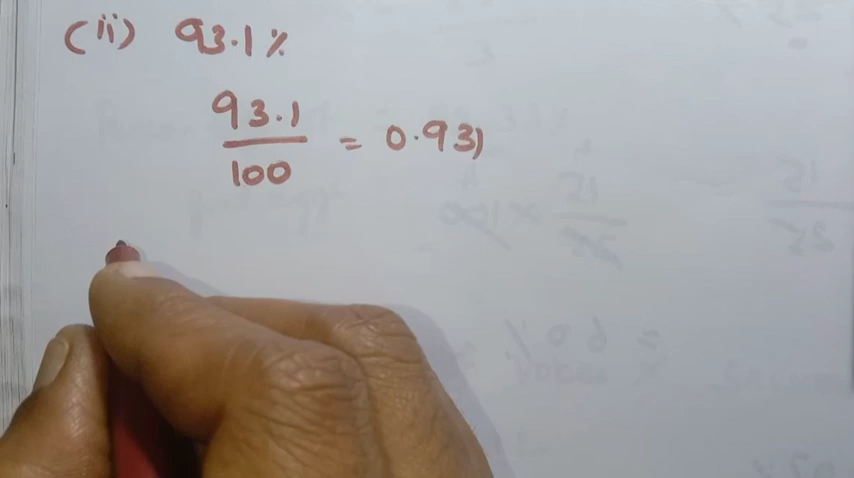 (ii) 93.1%
93.1
100
= 0.931